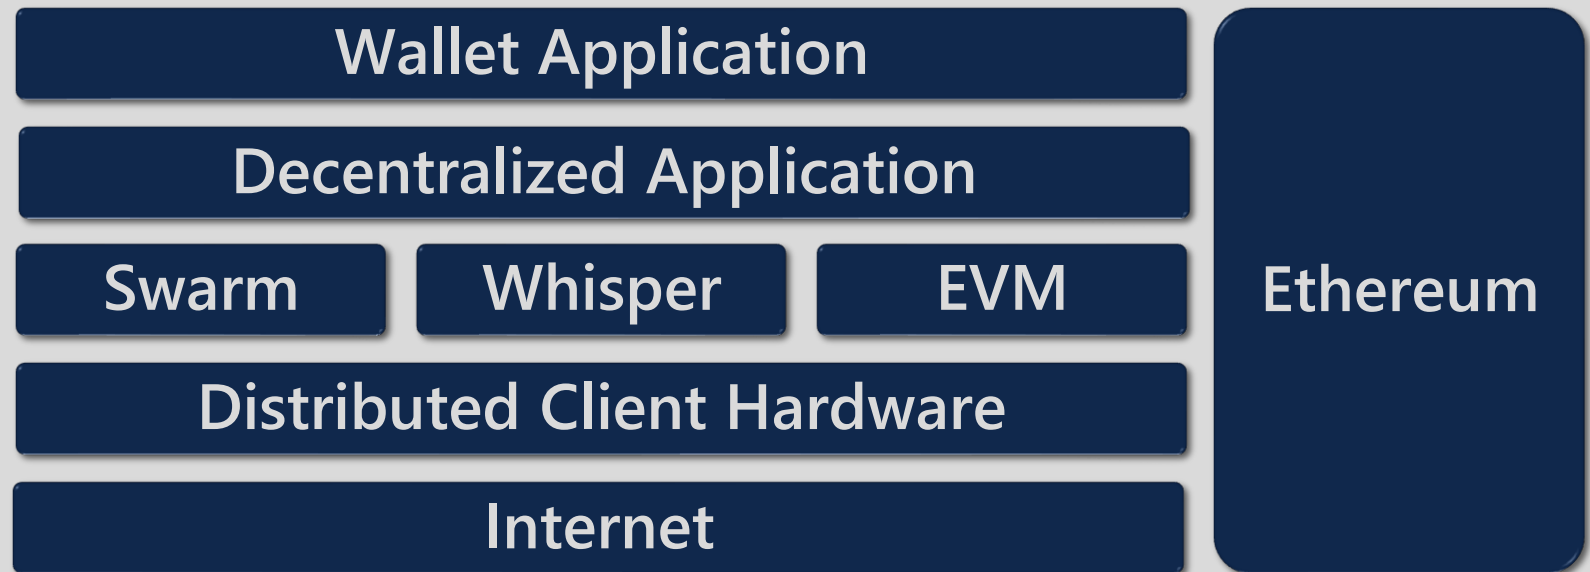 Wallet Application
Decentralized Application
Swarm
Whisper
EVM
Distributed Client Hardware
Internet
Ethereum